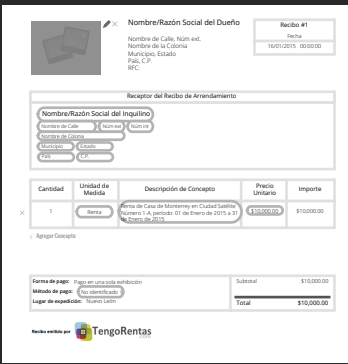 Nombre/Razón Social del Dueño
Nombre de Calle, Núm ext.
Nombre de la Colonia
Municipio, Estado
País, C.P.
RFC:
Recibo #1
Fecha
16/01/2015 00:00:00
Receptor del Recibo de Arrendamiento
Nombre/Razón Social del Inquilino
Nombre de Calle Núm ext Núm int
Nombre de Colonia
Municipio Estado
País C.P.
Cantidad Unidad de Medida Descripción de Concepto Precio Unitario Importe
1 Renta Renta de Casa de Monterrey en Ciudad Satélite $10,000.00 $10,000.00
Número 1-A, período: 01 de Enero de 2015 a 31
de Enero de 2015
Agregar Concepto
Forma de pago: Pago en una sola exhibición
Método de pago: No identificado
Lugar de expedición: Nuevo León
Subtotal $10,000.00
Total $10,000.00
Recibo emitido por TengoRentas
.com